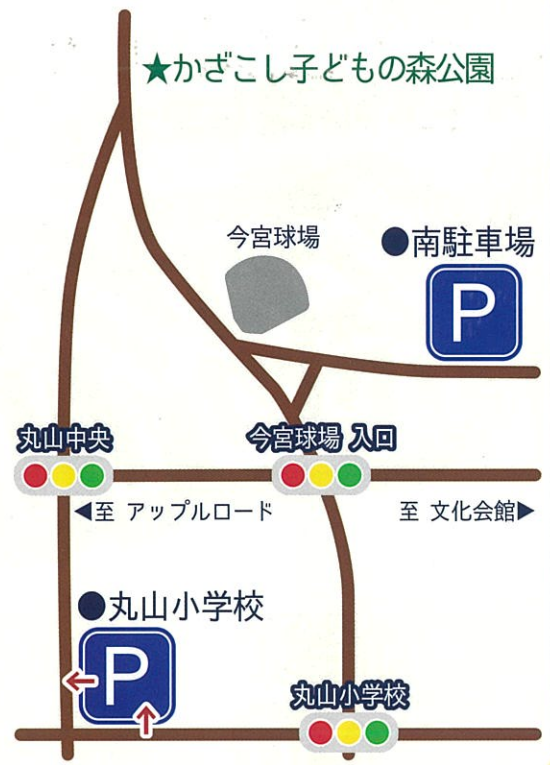 ★かざこし子どもの森公園
今宮球場
●南駐車場
P
丸山中央
今宮球場 入口
◀至 アップルロード
至 文化会館▶
●丸山小学校
P
丸山小学校